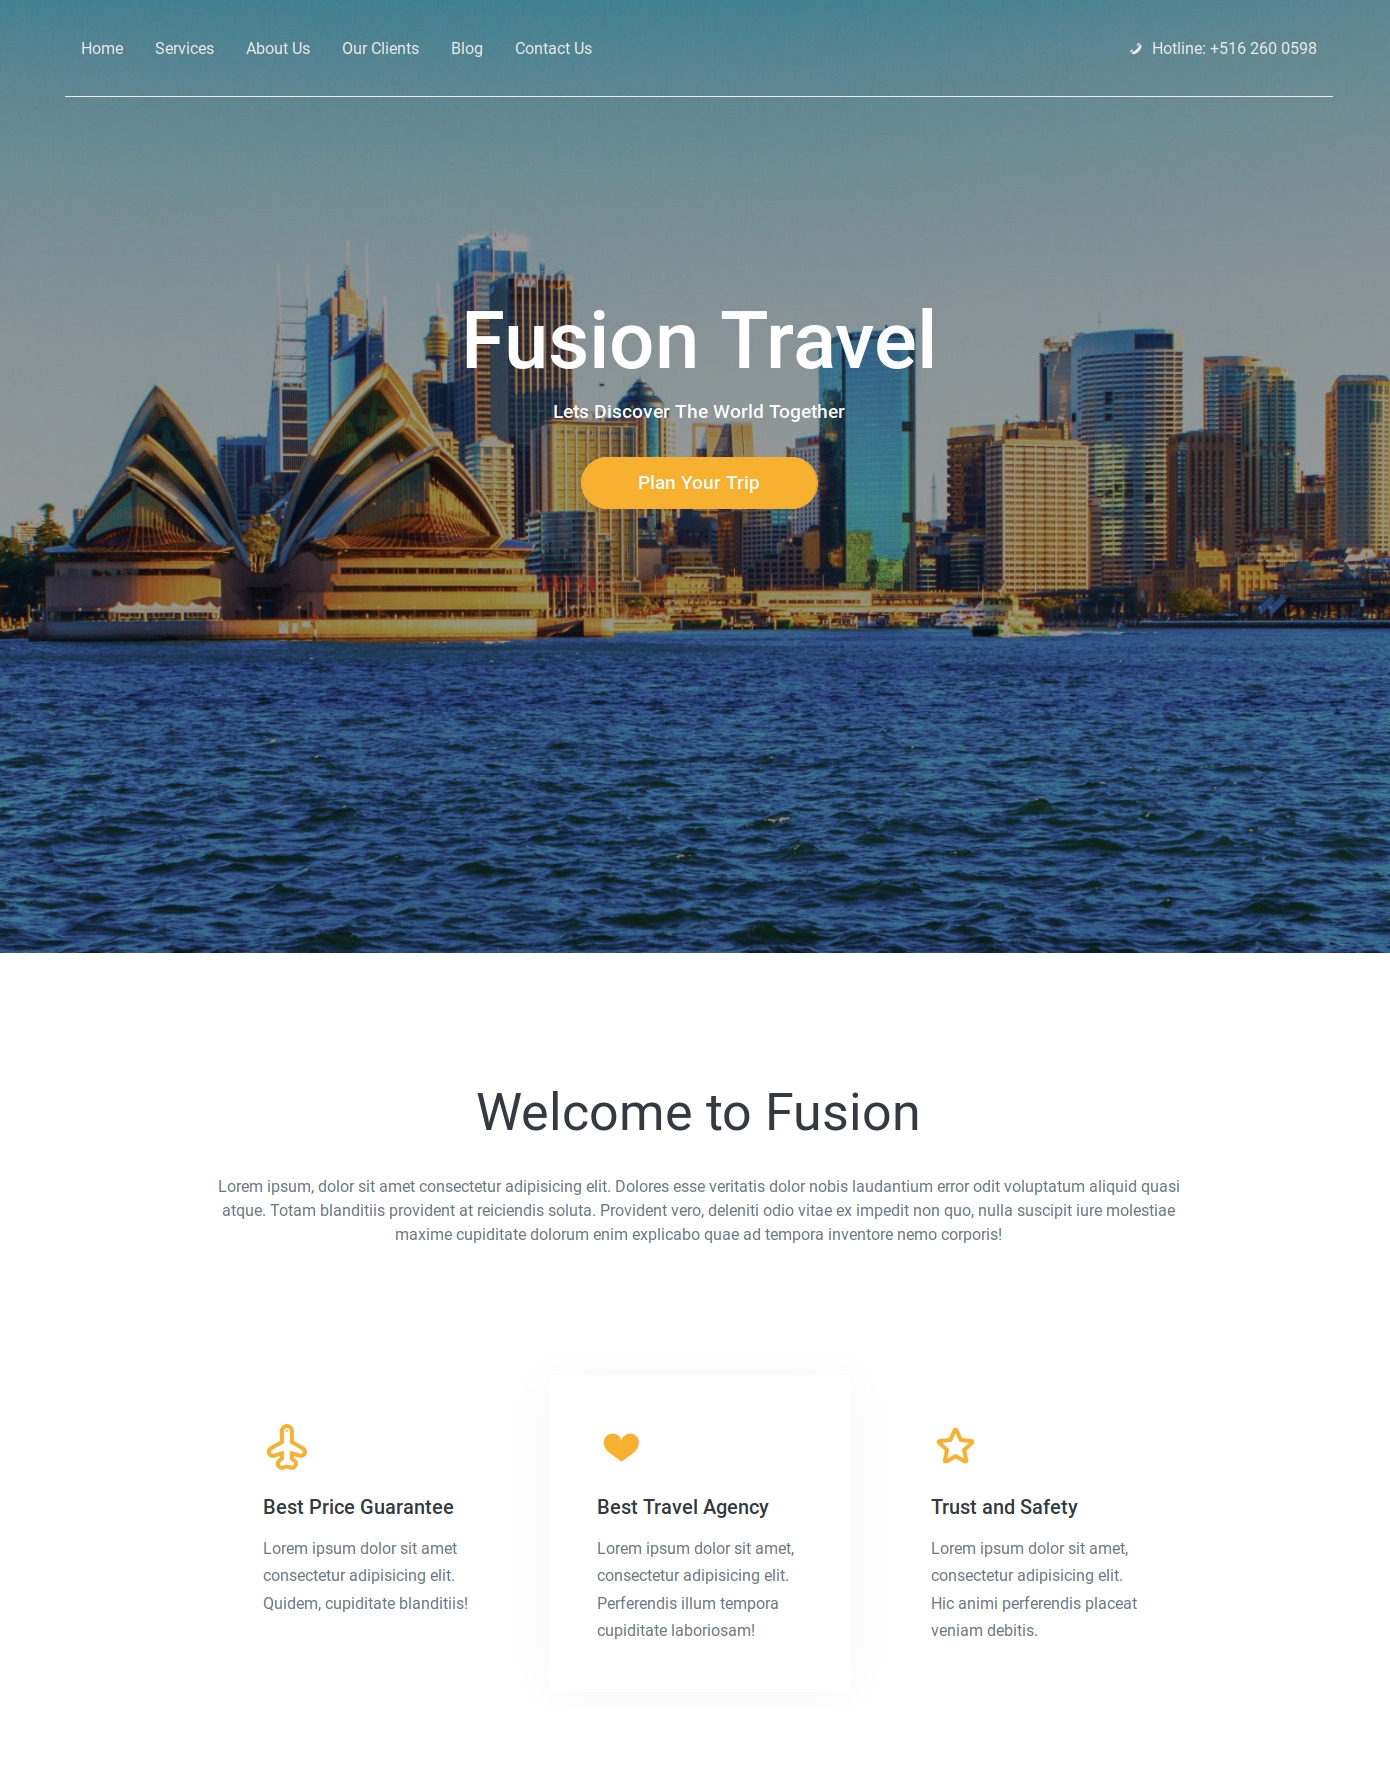 Home Services About Us Our Clients Blog Contact Us Hotline: +516 260 0598
Fusion Travel
Lets Discover The World Together
Plan Your Trip
Welcome to Fusion
Lorem ipsum, dolor sit amet consectetur adipisicing elit. Dolores esse veritatis dolor nobis laudantium error odit voluptatum aliquid quasi
atque. Totam blanditiis provident at reiciendis soluta. Provident vero, deleniti odio vitae ex impedit non quo, nulla suscipit iure molestiae
maxime cupiditate dolorum enim explicabo quae ad tempora inventore nemo corporis!
Best Price Guarantee
Lorem ipsum dolor sit amet
consectetur adipisicing elit.
Quidem, cupiditate blanditiis!
Best Travel Agency
Lorem ipsum dolor sit amet,
consectetur adipisicing elit.
Perferendis illum tempora
cupiditate laboriosam!
Trust and Safety
Lorem ipsum dolor sit amet,
consectetur adipisicing elit.
Hic animi perferendis placeat
veniam debitis.